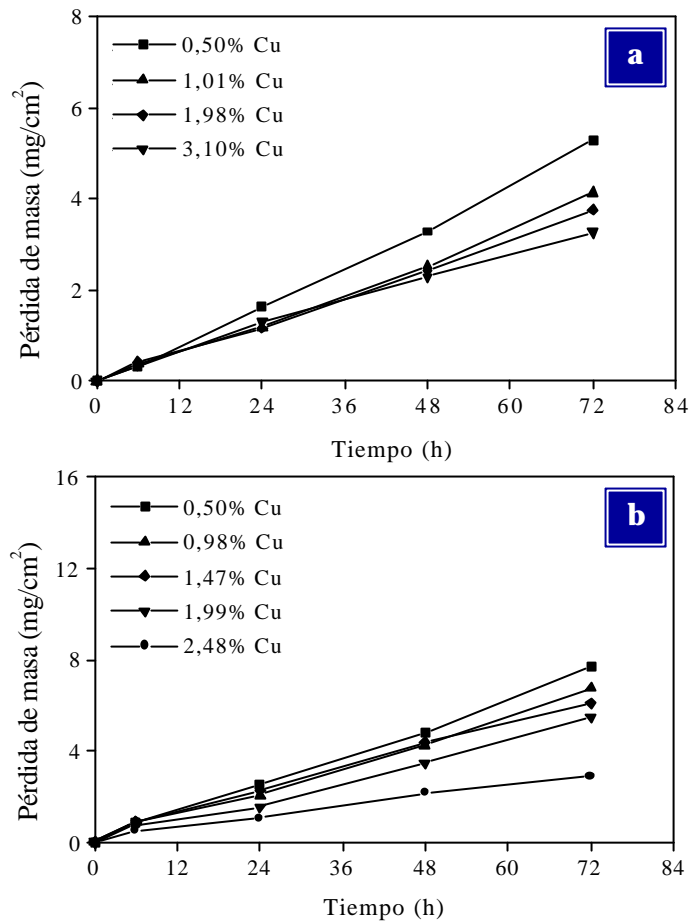 8
6
4
2
0
Pérdida de masa (mg/cm²)
0,50% Cu
1,01% Cu
1,98% Cu
3,10% Cu
a
0 12 24 36 48 60 72 84
Tiempo (h)
16
12
8
4
0
Pérdida de masa (mg/cm²)
0,50% Cu
0,98% Cu
1,47% Cu
1,99% Cu
2,48% Cu
b
0 12 24 36 48 60 72 84
Tiempo (h)